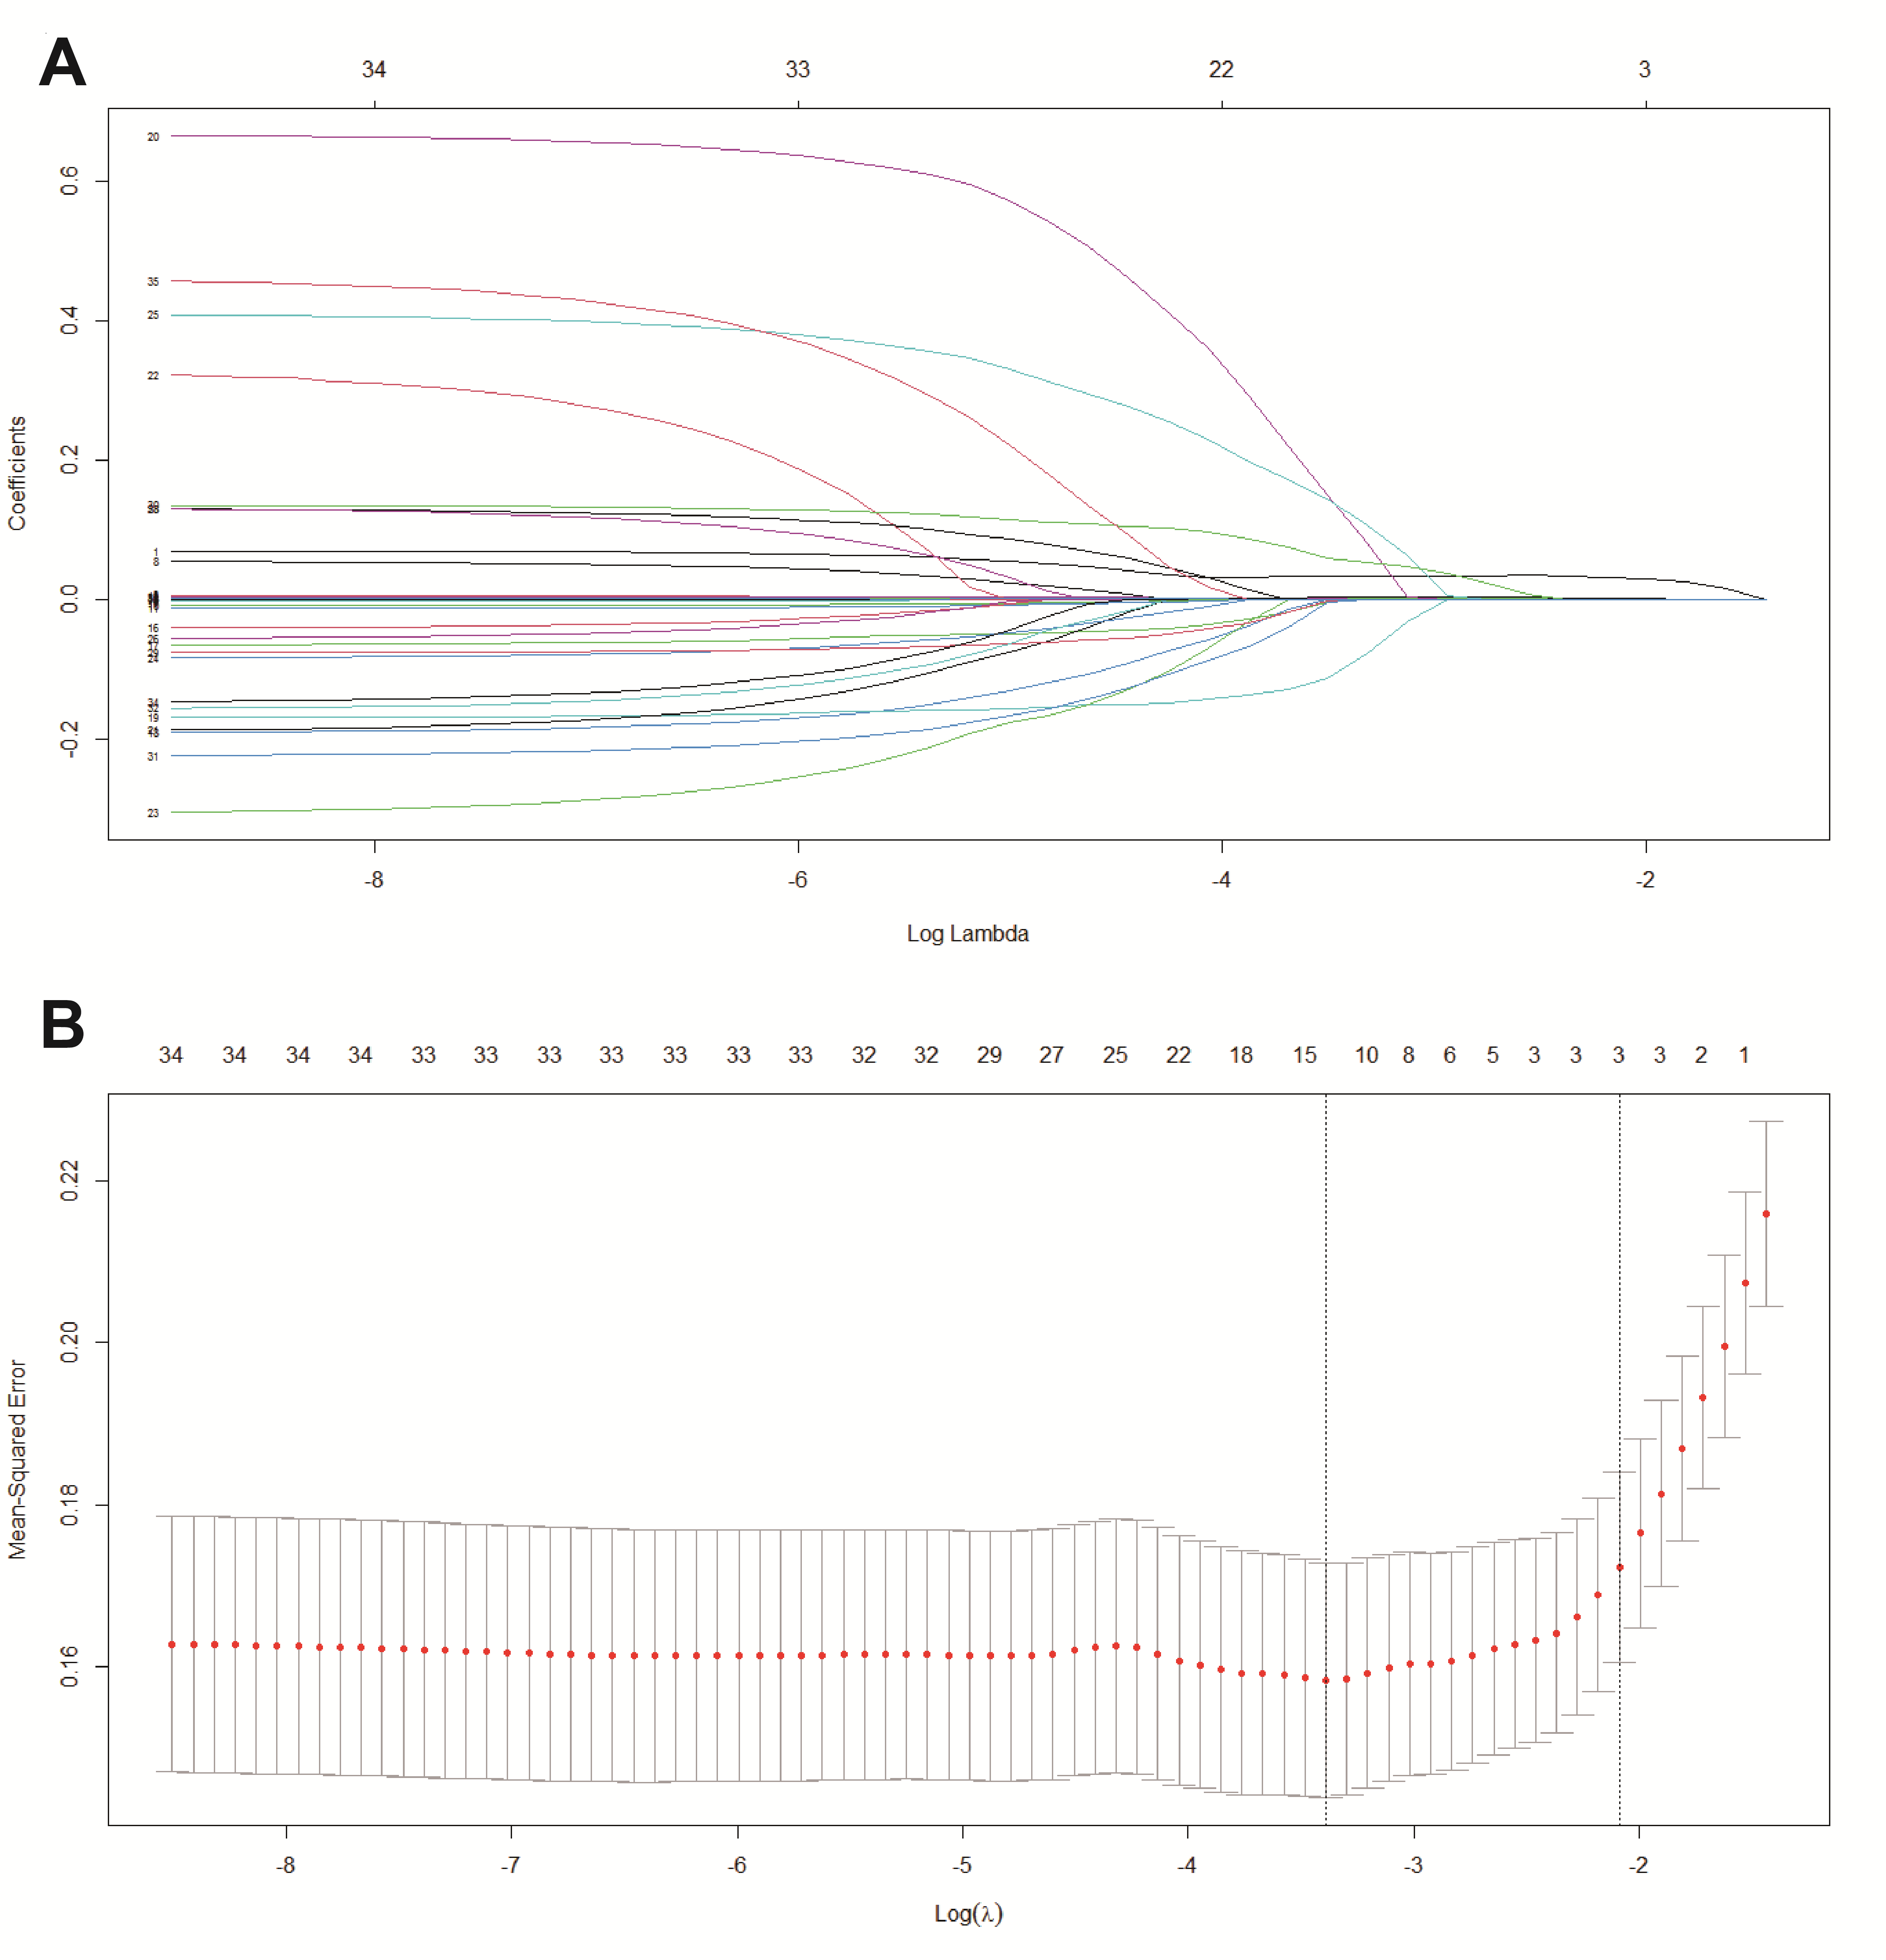 A
34 33 22 3
20
0.6
35
0.4
25
22
Coefficients
0.2
1
8
0.0
16
24
19
-0.2
31
23
-8 -6 -4 -2
Log Lambda
B
34 34 34 34 33 33 33 33 33 33 33 32 32 29 27 25 22 18 15 10 8 6 5 3 3 3 3 2 1
0.22
0.20
Mean-Squared Error
0.18
0.16
-8 -7 -6 -5 -4 -3 -2
Log(λ)